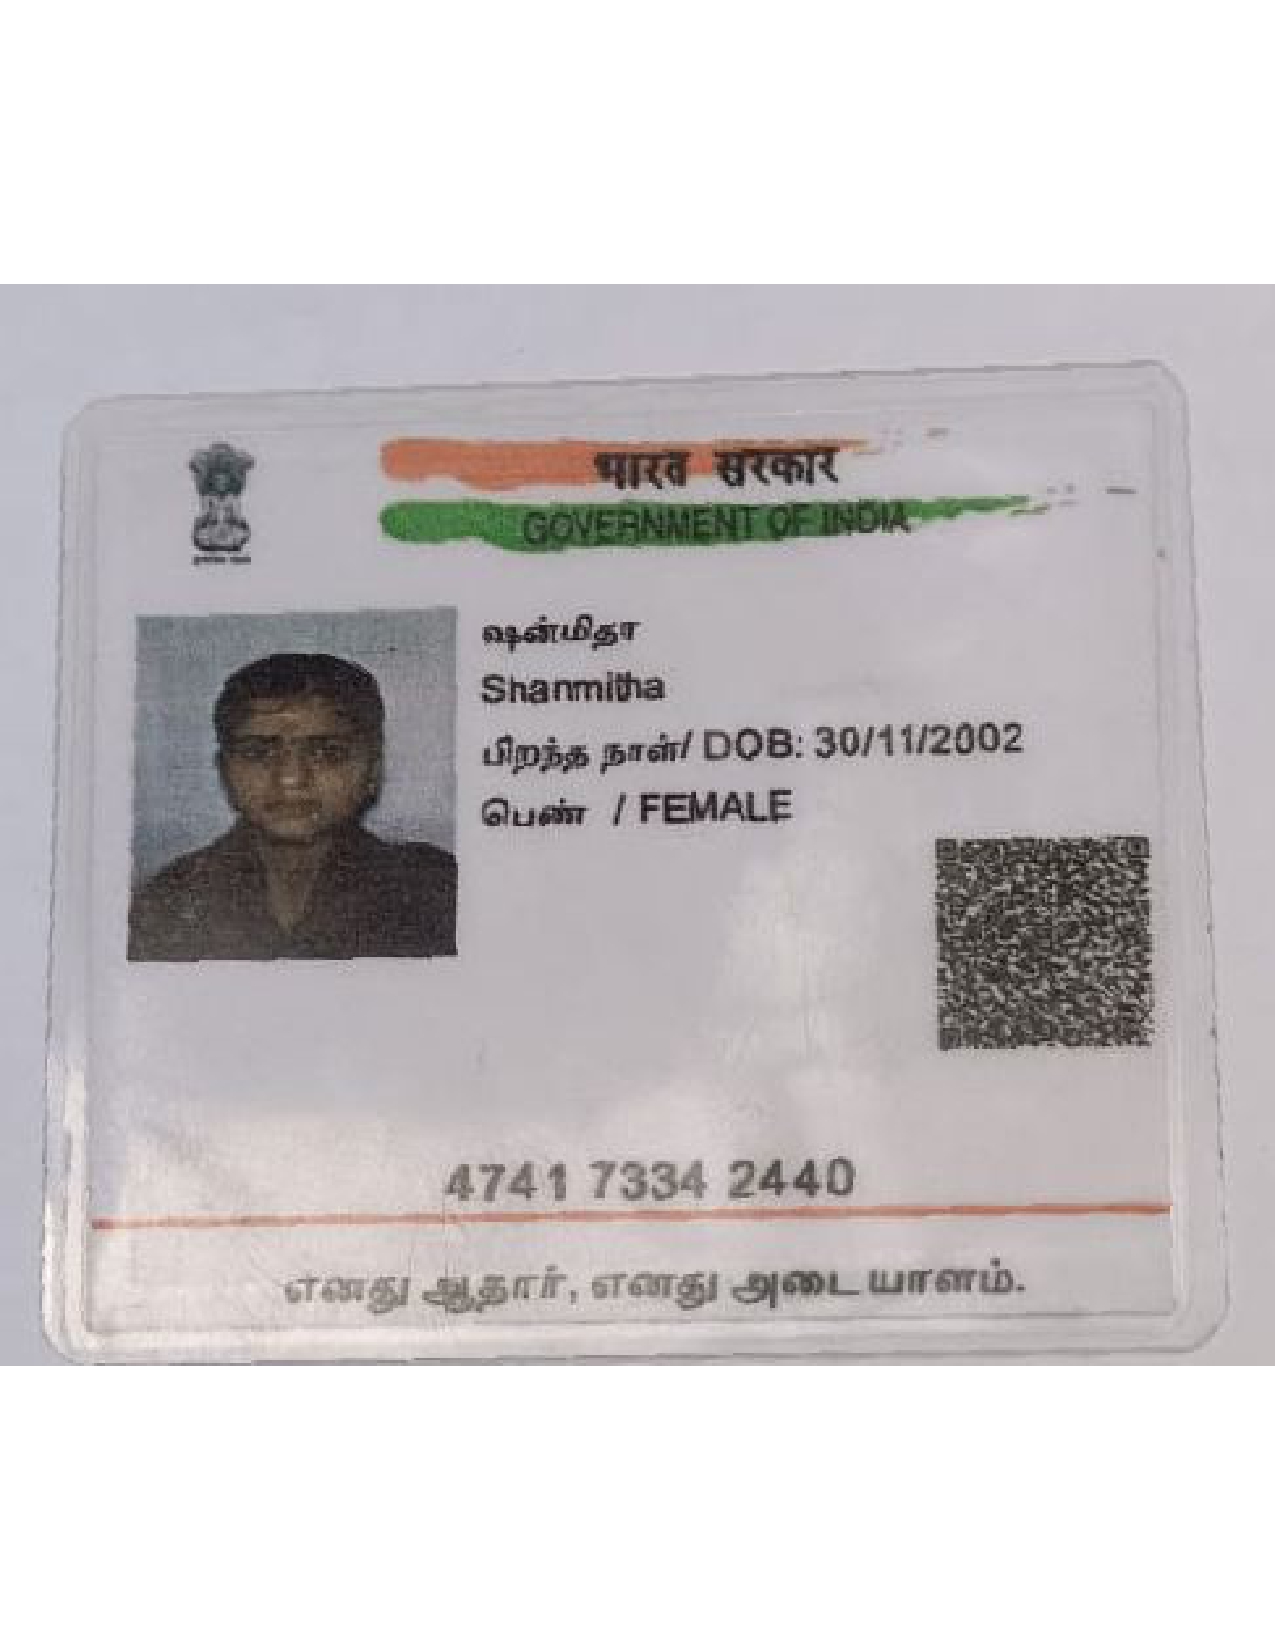 भारत सरकार
GOVERNMENT OF INDIA
ஷன்மிதா
Shanmitha
பிறந்த நாள்/ DOB: 30/11/2002
பெண் / FEMALE
4741 7334 2440
எனது ஆதார், எனது அடையாளம்.